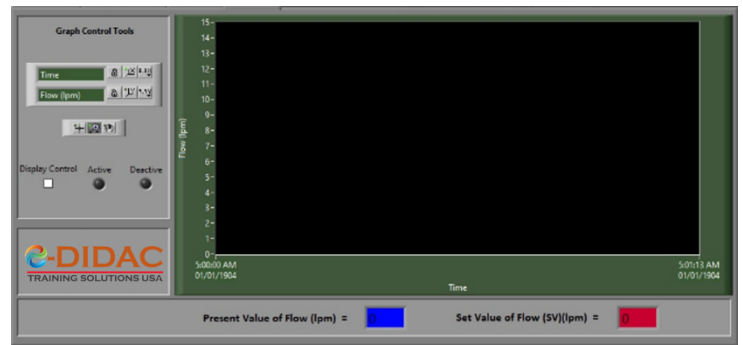 Graph Control Tools
Time
Flow (lpm)
Display Control
Active
Deactive
e-DIDAC
TRAINING SOLUTIONS USA
Flow (lpm)
15
14
13
12
11
10
9
8
7
6
5
4
3
2
1
0
5:00:00 AM
01/01/1904
5:01:13 AM
01/01/1904
Time
Present Value of Flow (lpm) = 0
Set Value of Flow (SV)(lpm) = 0